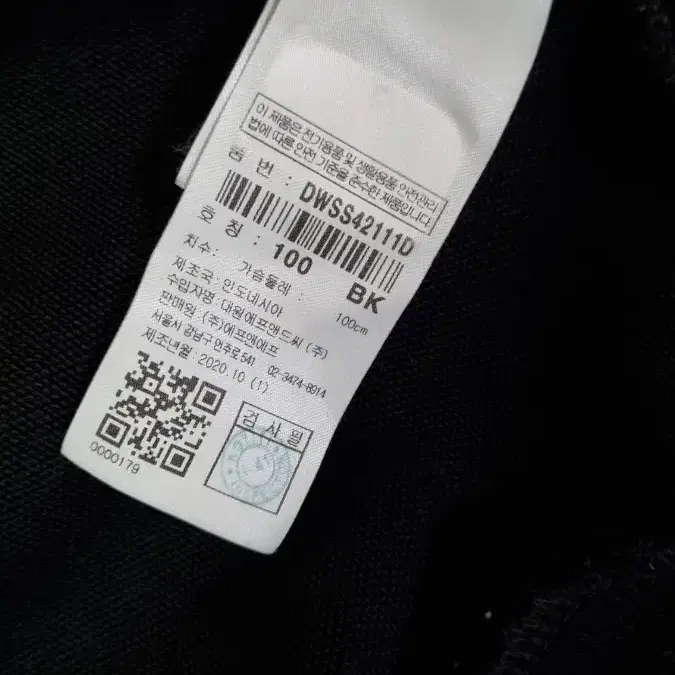 이 제품은 전기용품 및 생활용품 안전관리
법에 따른 안전 기준을 준수한 제품입니다
품 번 : DWSS42111D
호 칭 : 100 BK
치수: 가슴둘레 : 100cm
제조국: 인도네시아
수입자명: 대원에프앤드씨 (주)
판매원 : (주)에프앤에프
서울시 강남구 언주로541 02-3474-8914
제조년월 : 2020.10 (1)
검 사 필
0000179